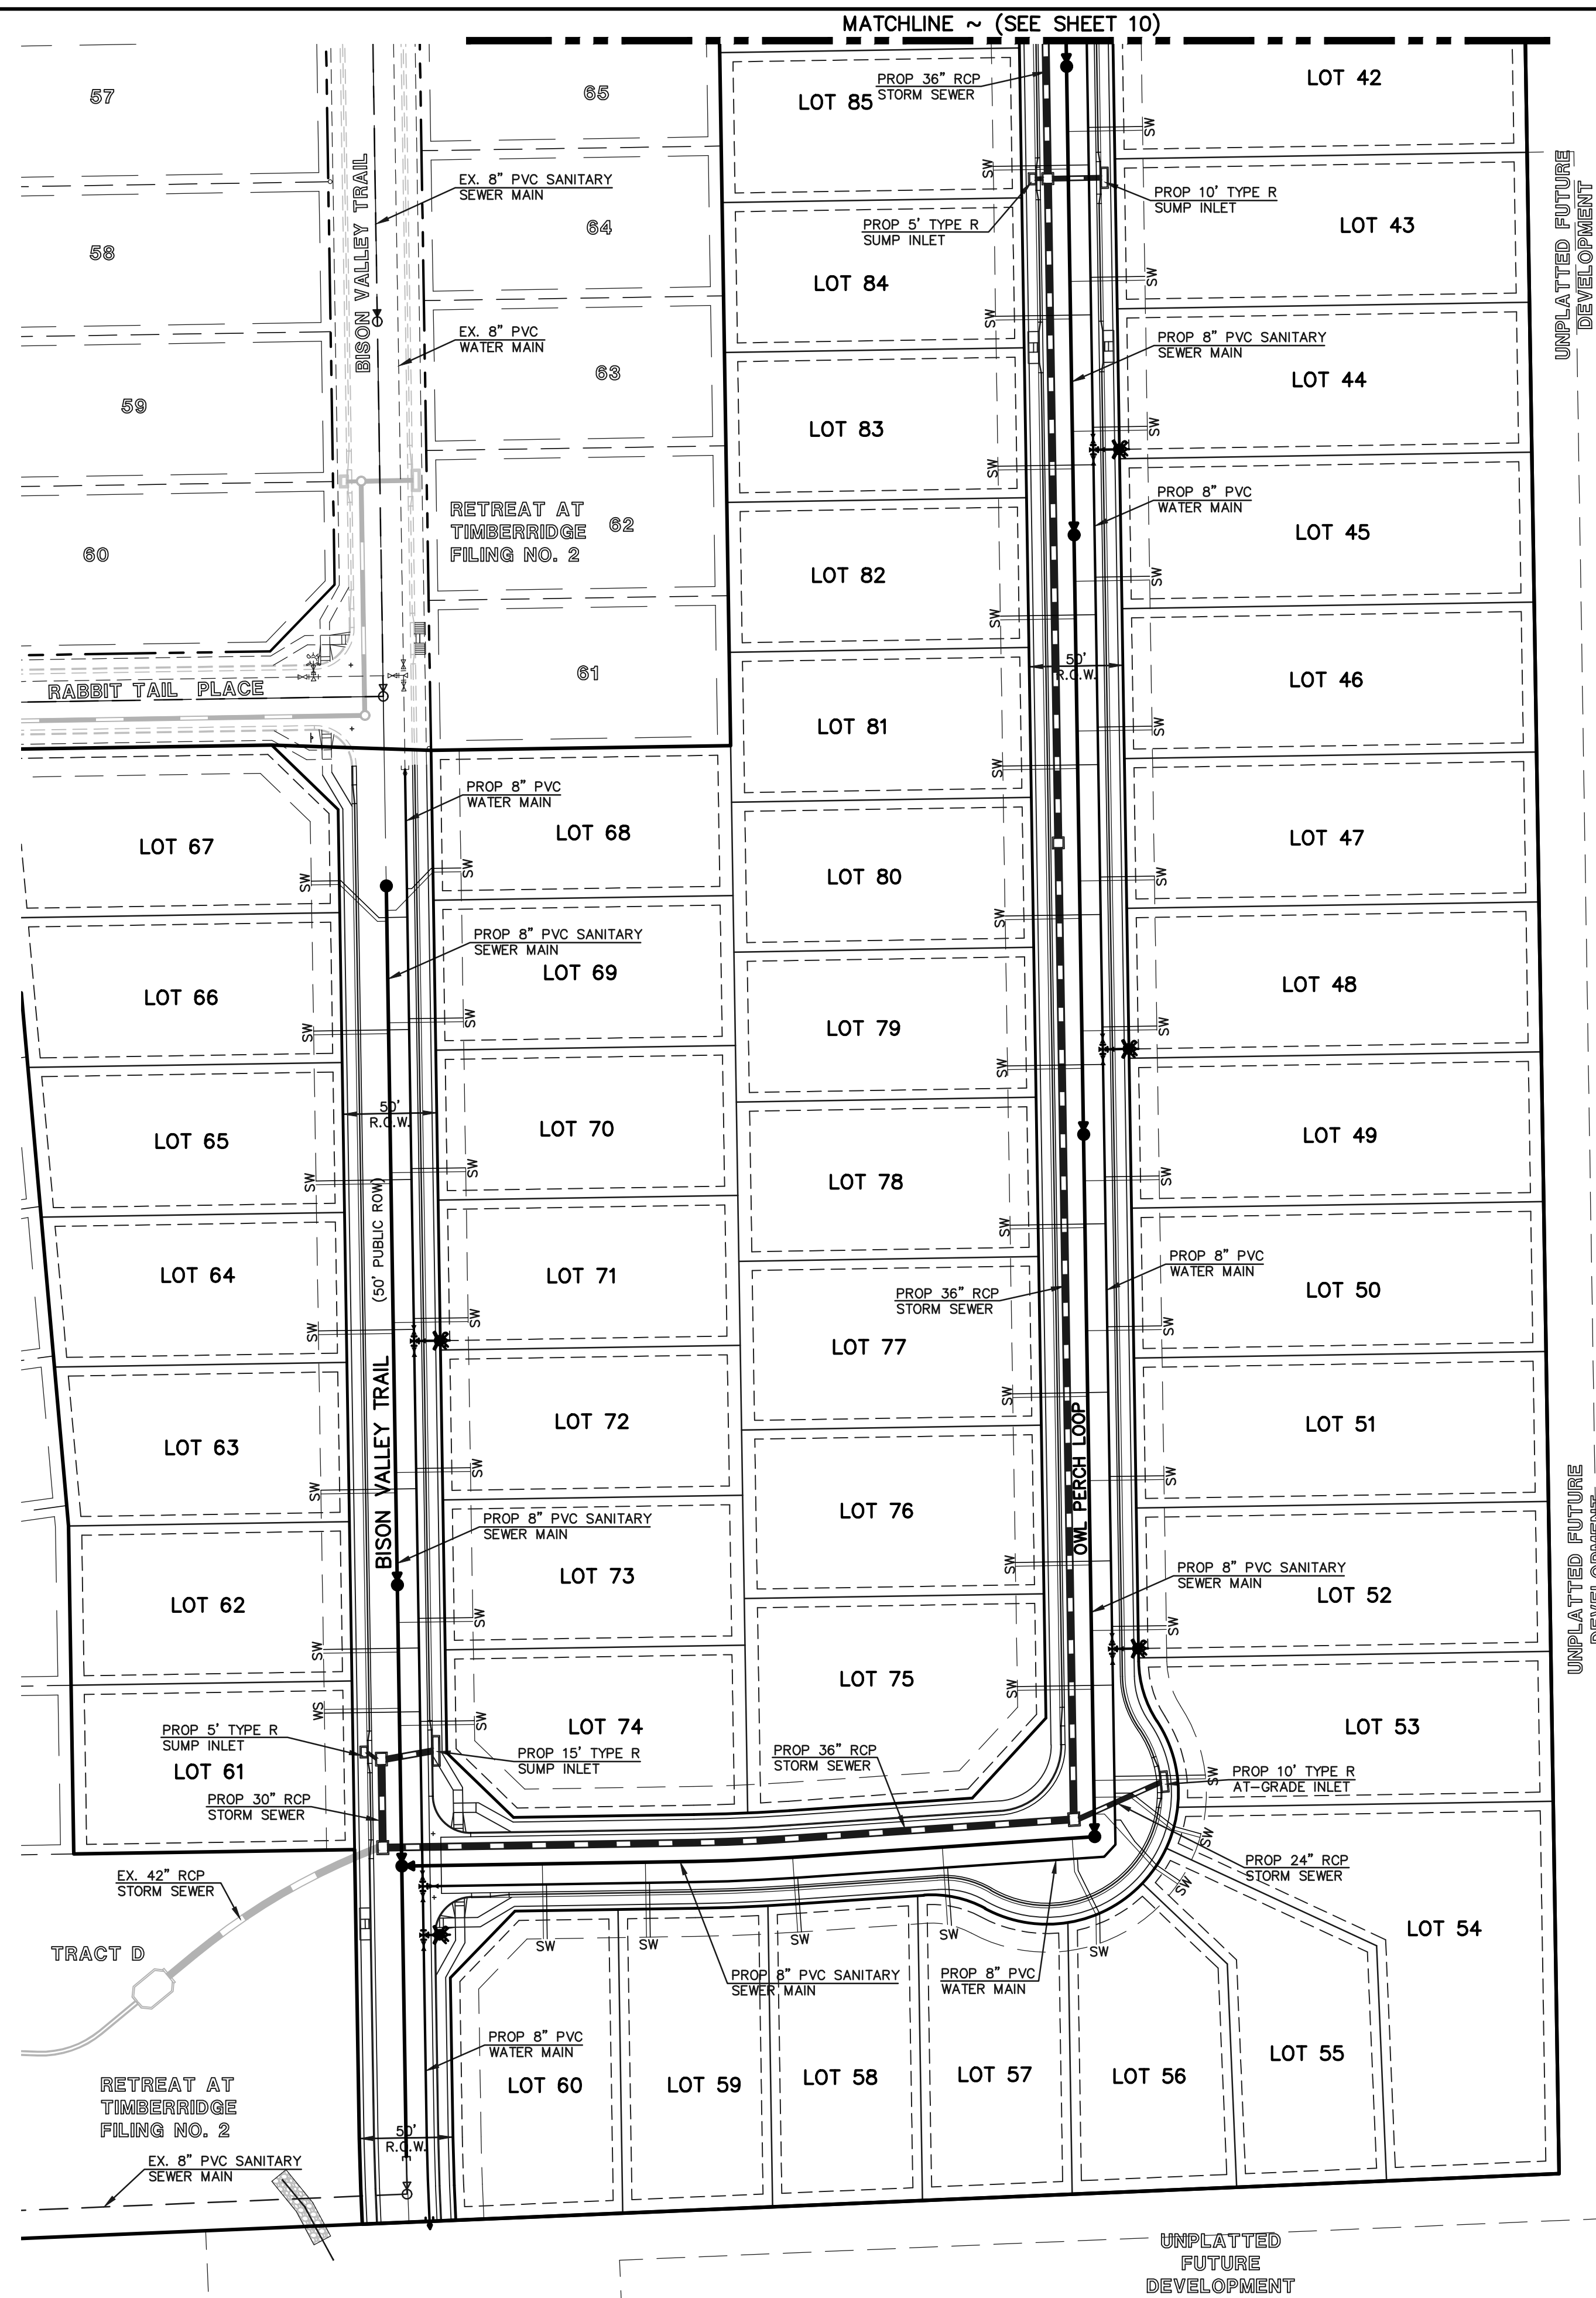 MATCHLINE ~ (SEE SHEET 10)
57
65
LOT 85
PROP 36" RCP
STORM SEWER
LOT 42
BISON VALLEY TRAIL
EX. 8" PVC SANITARY
SEWER MAIN
SW
SW
PROP 10' TYPE R
SUMP INLET
UNPLATTED FUTURE
DEVELOPMENT
58
64
PROP 5' TYPE R
SUMP INLET
LOT 43
LOT 84
SW
SW
EX. 8" PVC
WATER MAIN
63
PROP 8" PVC SANITARY
SEWER MAIN
LOT 44
59
LOT 83
SW
SW
RETREAT AT
TIMBERRIDGE
FILING NO. 2
62
PROP 8" PVC
WATER MAIN
LOT 45
60
LOT 82
SW
SW
RABBIT TAIL PLACE
61
50'
R.O.W.
LOT 46
LOT 81
SW
SW
PROP 8" PVC
WATER MAIN
LOT 67
LOT 68
LOT 47
SW
SW
LOT 80
SW
SW
PROP 8" PVC SANITARY
SEWER MAIN
LOT 66
LOT 69
LOT 48
SW
SW
LOT 79
SW
SW
50'
R.O.W.
LOT 65
LOT 70
LOT 49
SW
SW
LOT 78
SW
SW
(50' PUBLIC ROW)
LOT 64
LOT 71
PROP 36" RCP
STORM SEWER
PROP 8" PVC
WATER MAIN
LOT 50
SW
SW
LOT 77
SW
SW
BISON VALLEY TRAIL
LOT 63
LOT 72
OWL PERCH LOOP
LOT 51
SW
SW
LOT 76
SW
SW
UNPLATTED FUTURE
DEVELOPMENT
PROP 8" PVC SANITARY
SEWER MAIN
LOT 62
LOT 73
PROP 8" PVC SANITARY
SEWER MAIN
LOT 52
SW
SW
LOT 75
SW
SW
WS
SW
PROP 5' TYPE R
SUMP INLET
LOT 74
LOT 53
LOT 61
PROP 15' TYPE R
SUMP INLET
PROP 36" RCP
STORM SEWER
PROP 10' TYPE R
AT-GRADE INLET
SW
PROP 30" RCP
STORM SEWER
SW
EX. 42" RCP
STORM SEWER
PROP 24" RCP
STORM SEWER
SW
LOT 54
TRACT D
SW
SW
SW
SW
SW
PROP 8" PVC SANITARY
SEWER MAIN
PROP 8" PVC
WATER MAIN
PROP 8" PVC
WATER MAIN
RETREAT AT
TIMBERRIDGE
FILING NO. 2
LOT 60
LOT 59
LOT 58
LOT 57
LOT 56
LOT 55
50'
R.O.W.
EX. 8" PVC SANITARY
SEWER MAIN
UNPLATTED
FUTURE
DEVELOPMENT